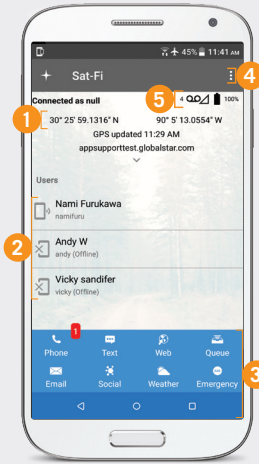 45% 11:41 AM
Sat-Fi
4
Connected as null
5
4 100%
1
30° 25' 59.1316" N 90° 5' 13.0554" W
GPS updated 11:29 AM
appsupporttest.globalstar.com
Users
Nami Furukawa
namifuru
2
Andy W
andy (Offline)
Vicky sandifer
vicky (Offline)
1
Phone Text Web Queue
3
Email Social Weather Emergency